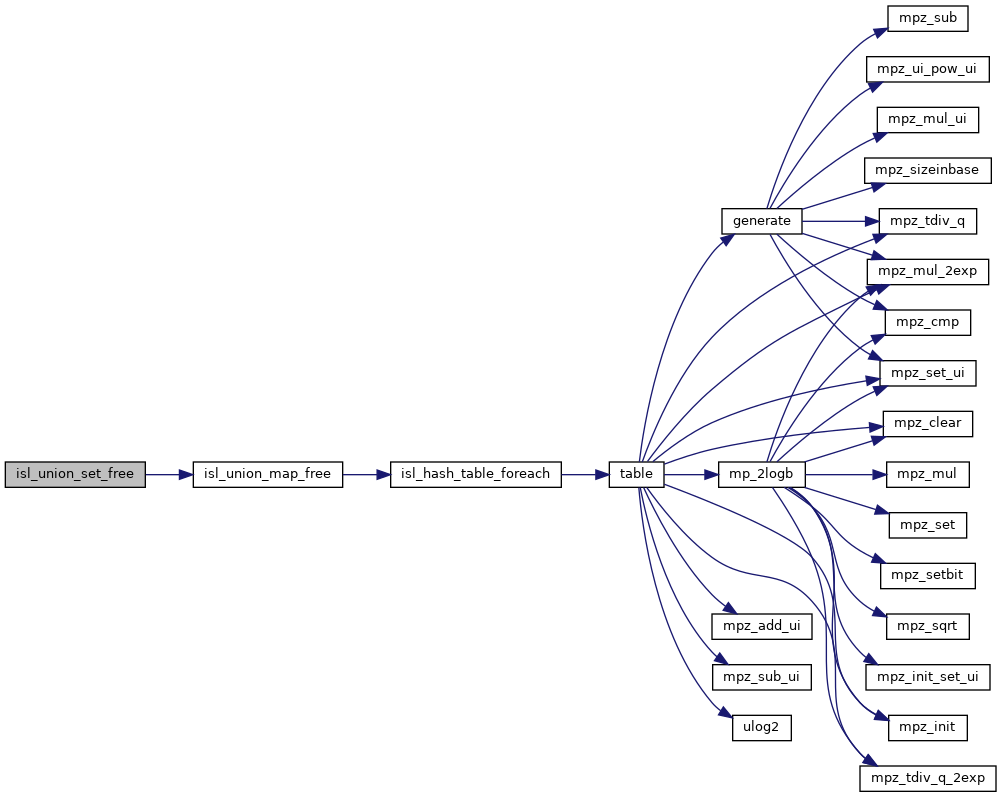 mpz_sub
mpz_ui_pow_ui
mpz_mul_ui
mpz_sizeinbase
generate
mpz_tdiv_q
mpz_mul_2exp
mpz_cmp
mpz_set_ui
mpz_clear
isl_union_set_free
isl_union_map_free
isl_hash_table_foreach
table
mp_2logb
mpz_mul
mpz_set
mpz_setbit
mpz_add_ui
mpz_sqrt
mpz_sub_ui
mpz_init_set_ui
ulog2
mpz_init
mpz_tdiv_q_2exp